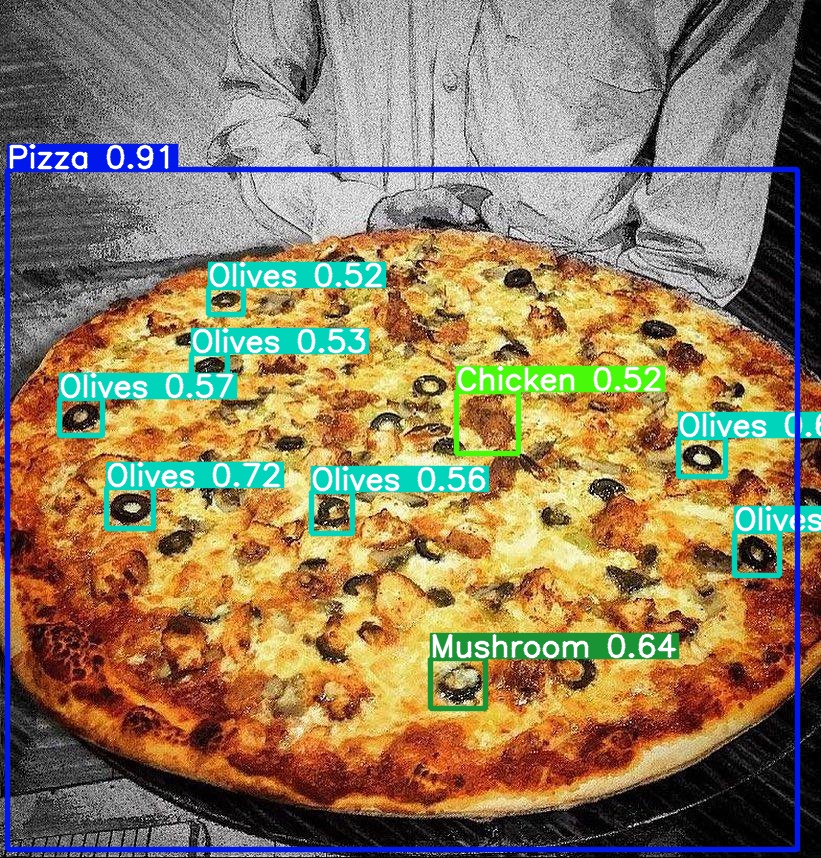 Pizza 0.91
Olives 0.52
Olives 0.53
Chicken 0.52
Olives 0.57
Olives
Olives 0.72
Olives 0.56
Olives
Mushroom 0.64